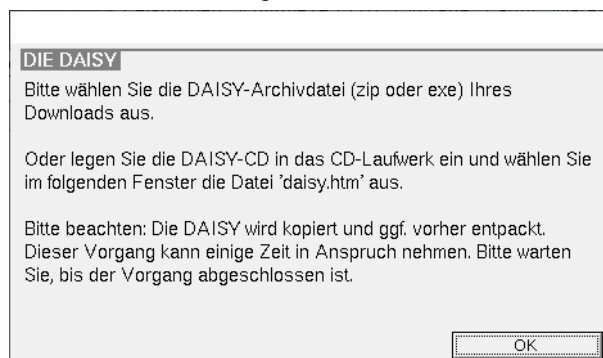 DIE DAISY
Bitte wählen Sie die DAISY-Archivdatei (zip oder exe) Ihres
Downloads aus.
Oder legen Sie die DAISY-CD in das CD-Laufwerk ein und wählen Sie
im folgenden Fenster die Datei 'daisy.htm' aus.
Bitte beachten: Die DAISY wird kopiert und ggf. vorher entpackt.
Dieser Vorgang kann einige Zeit in Anspruch nehmen. Bitte warten
Sie, bis der Vorgang abgeschlossen ist.
OK